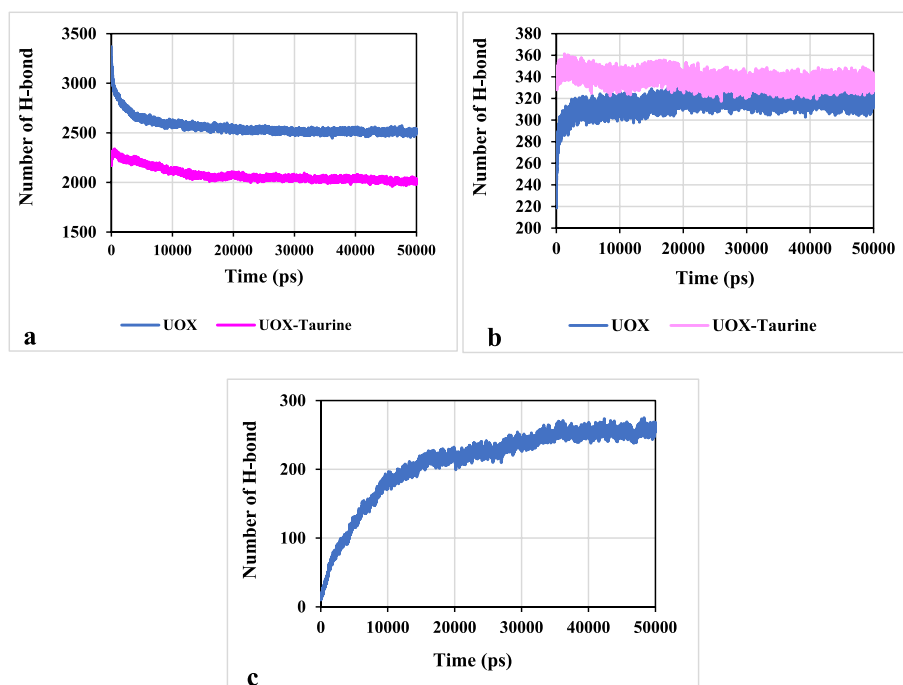 3500
3000
2500
2000
1500
Number of H-bond
0 10000 20000 30000 40000 50000
Time (ps)
UOX UOX-Taurine
a
380
360
340
320
300
280
260
240
220
200
Number of H-bond
0 10000 20000 30000 40000 50000
Time (ps)
UOX UOX-Taurine
b
300
200
100
0
Number of H-bond
0 10000 20000 30000 40000 50000
Time (ps)
c